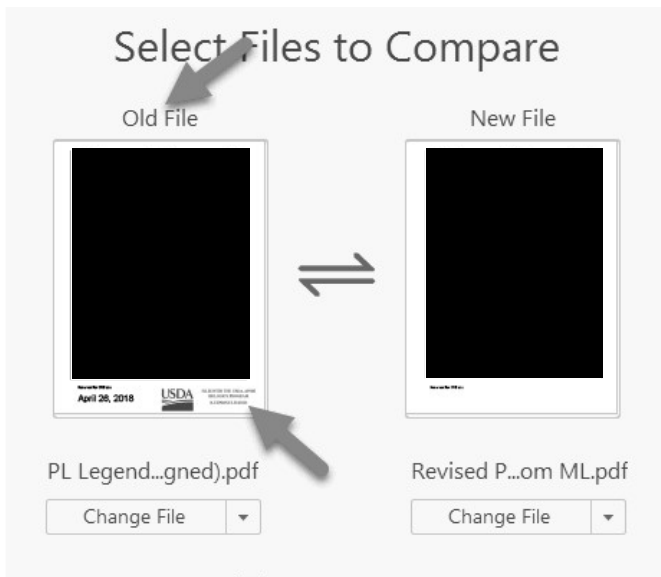 Select Files to Compare
Old File
New File
April 26, 2018
USDA
PL Legend...gned).pdf
Revised P...om ML.pdf
Change File
Change File